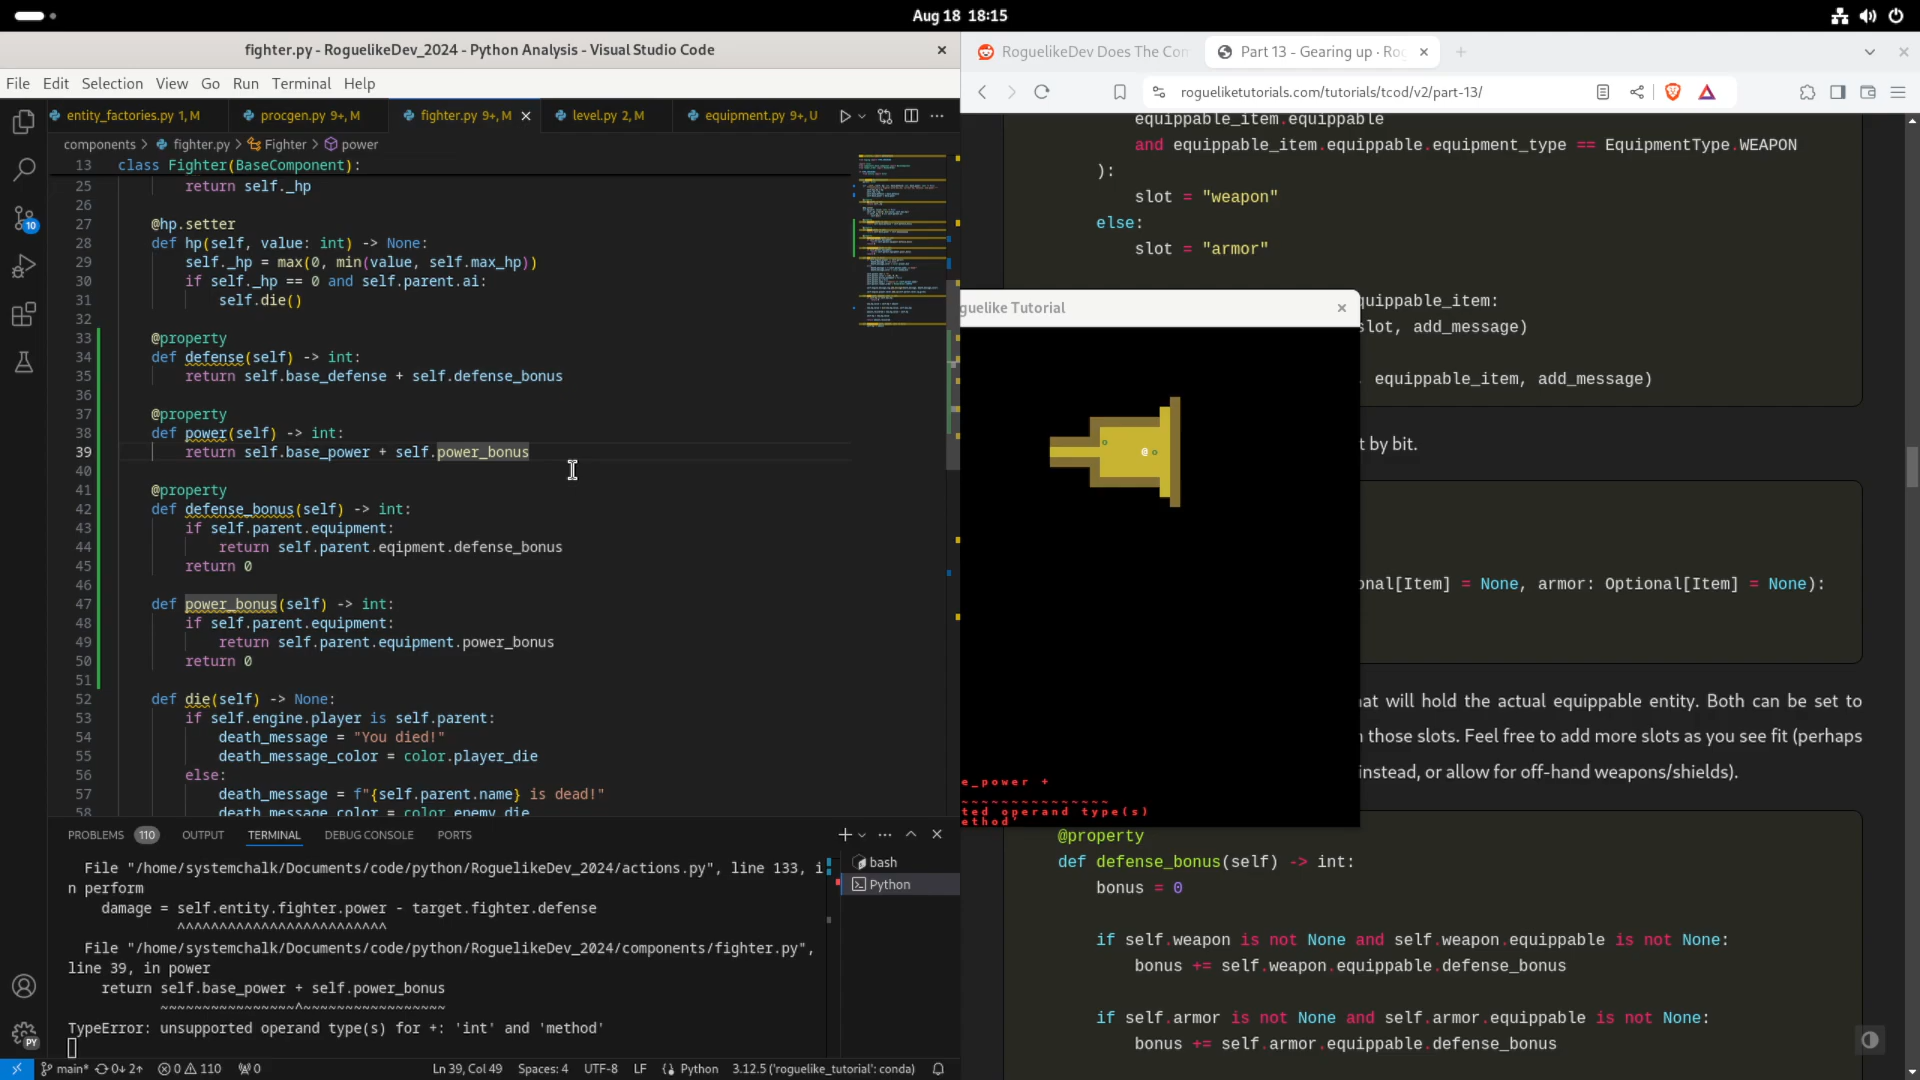 Aug 18 18:15
fighter.py - RoguelikeDev_2024 - Python Analysis - Visual Studio Code
File Edit Selection View Go Run Terminal Help
entity_factories.py 1, M
procgen.py 9+, M
fighter.py 9+, M
level.py 2, M
equipment.py 9+, U
components > fighter.py > Fighter > power
13 class Fighter(BaseComponent):
25 return self._hp
26
27 @hp.setter
28 def hp(self, value: int) -> None:
29 self._hp = max(0, min(value, self.max_hp))
30 if self._hp == 0 and self.parent.ai:
31 self.die()
32
33 @property
34 def defense(self) -> int:
35 return self.base_defense + self.defense_bonus
36
37 @property
38 def power(self) -> int:
39 return self.base_power + self.power_bonus
40
41 @property
42 def defense_bonus(self) -> int:
43 if self.parent.equipment:
44 return self.parent.eqipment.defense_bonus
45 return 0
46
47 def power_bonus(self) -> int:
48 if self.parent.equipment:
49 return self.parent.equipment.power_bonus
50 return 0
51
52 def die(self) -> None:
53 if self.engine.player is self.parent:
54 death_message = "You died!"
55 death_message_color = color.player_die
56 else:
57 death_message = f"{self.parent.name} is dead!"
58 death_message_color = color.enemy_die
PROBLEMS 110 OUTPUT TERMINAL DEBUG CONSOLE PORTS
File "/home/systemchalk/Documents/code/python/RoguelikeDev_2024/actions.py", line 133, i
n perform
damage = self.entity.fighter.power - target.fighter.defense
^^^^^^^^^^^^^^^^^^^^^^^^^
File "/home/systemchalk/Documents/code/python/RoguelikeDev_2024/components/fighter.py",
line 39, in power
return self.base_power + self.power_bonus
~~~~~~~~~~~~~~~~^~~~~~~~~~~~~~~~~
TypeError: unsupported operand type(s) for +: 'int' and 'method'
bash
Python
10
PY
main* 0↓ 2↑ 0 110 0
Ln 39, Col 49 Spaces: 4 UTF-8 LF Python 3.12.5 ('roguelike_tutorial': conda)
RoguelikeDev Does The Com
Part 13 - Gearing up · Rog
rogueliketutorials.com/tutorials/tcod/v2/part-13/
equippable_item.equippable
and equippable_item.equippable.equipment_type == EquipmentType.WEAPON
):
slot = "weapon"
else:
slot = "armor"
quippable_item:
slot, add_message)
equippable_item, add_message)
t by bit.
onal[Item] = None, armor: Optional[Item] = None):
at will hold the actual equippable entity. Both can be set to
those slots. Feel free to add more slots as you see fit (perhaps
instead, or allow for off-hand weapons/shields).
@property
def defense_bonus(self) -> int:
bonus = 0
if self.weapon is not None and self.weapon.equippable is not None:
bonus += self.weapon.equippable.defense_bonus
if self.armor is not None and self.armor.equippable is not None:
bonus += self.armor.equippable.defense_bonus
guelike Tutorial
o
@ o
e_power +
~~~~~~~~~~~~~~~
ted operand type(s)
ethod'